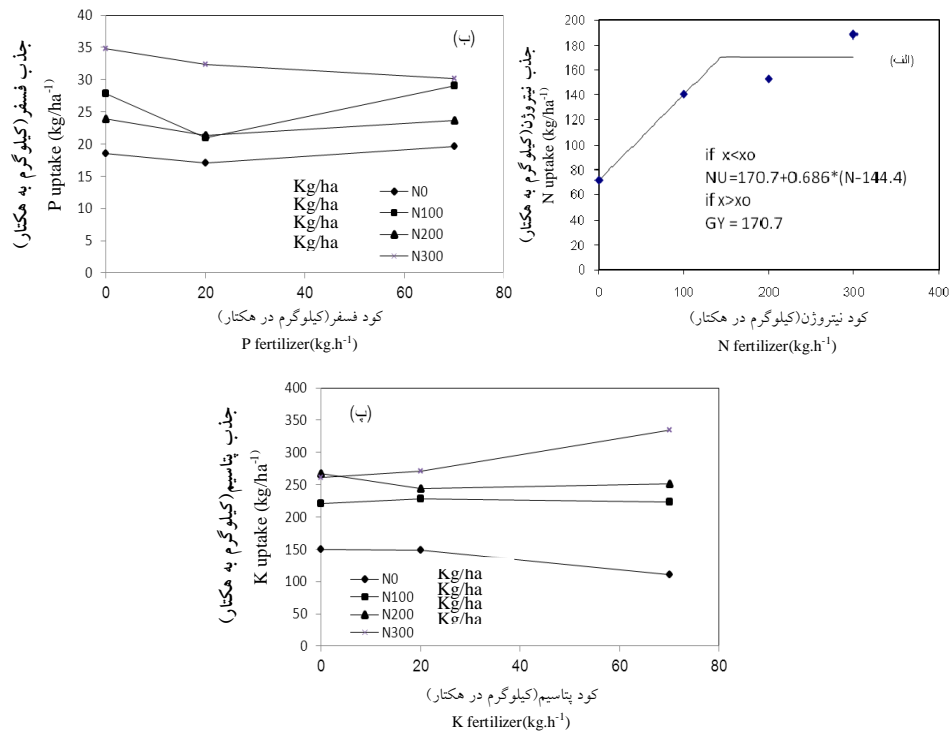 40
35
30
25
20
15
10
5
0
0
20
40
60
80
(ب)
جذب فسفر(کیلوگرم به هکتار)
P uptake (kg/ha⁻¹)
Kg/ha
Kg/ha
Kg/ha
Kg/ha
N0
N100
N200
N300
کود فسفر(کیلوگرم در هکتار)
P fertilizer(kg.h⁻¹)
200
180
160
140
120
100
80
60
40
20
0
0
100
200
300
400
(الف)
جذب نیتروژن(کیلوگرم به هکتار)
N uptake (kg/ha⁻¹)
if x<xo
NU=170.7+0.686*(N-144.4)
if x>xo
GY = 170.7
کود نیتروژن(کیلوگرم در هکتار)
N fertilizer(kg.h⁻¹)
400
350
300
250
200
150
100
50
0
0
20
40
60
80
(پ)
جذب پتاسیم(کیلوگرم به هکتار)
K uptake (kg/ha⁻¹)
N0
N100
N200
N300
Kg/ha
Kg/ha
Kg/ha
Kg/ha
کود پتاسیم(کیلوگرم در هکتار)
K fertilizer(kg.h⁻¹)